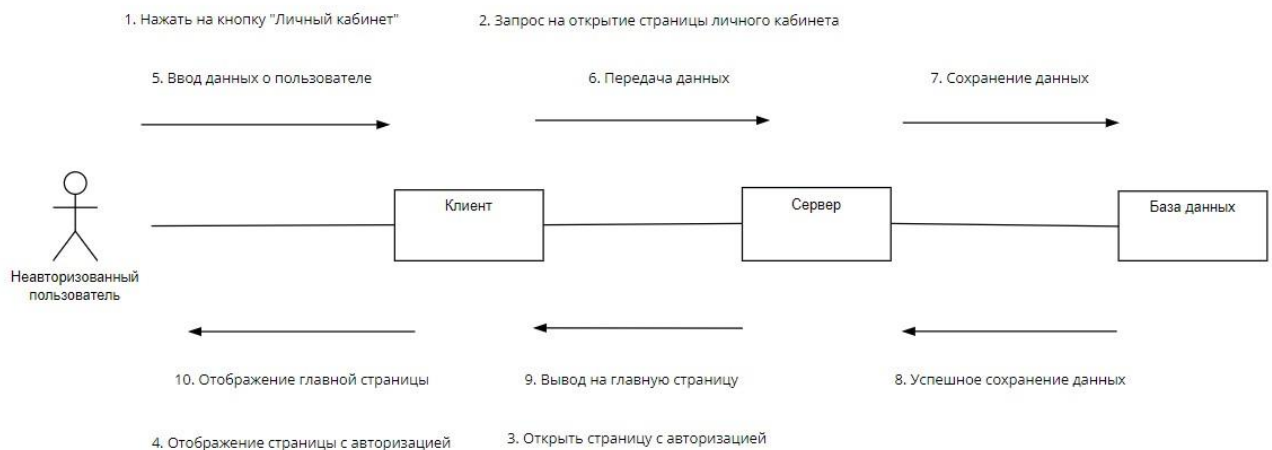 1. Нажать на кнопку "Личный кабинет"
2. Запрос на открытие страницы личного кабинета
5. Ввод данных о пользователе
6. Передача данных
7. Сохранение данных
Клиент
Сервер
База данных
Неавторизованный
пользователь
10. Отображение главной страницы
9. Вывод на главную страницу
8. Успешное сохранение данных
4. Отображение страницы с авторизацией
3. Открыть страницу с авторизацией